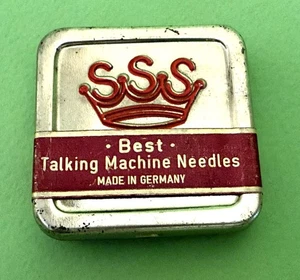 SSS
· Best ·
Talking Machine Needles
MADE IN GERMANY